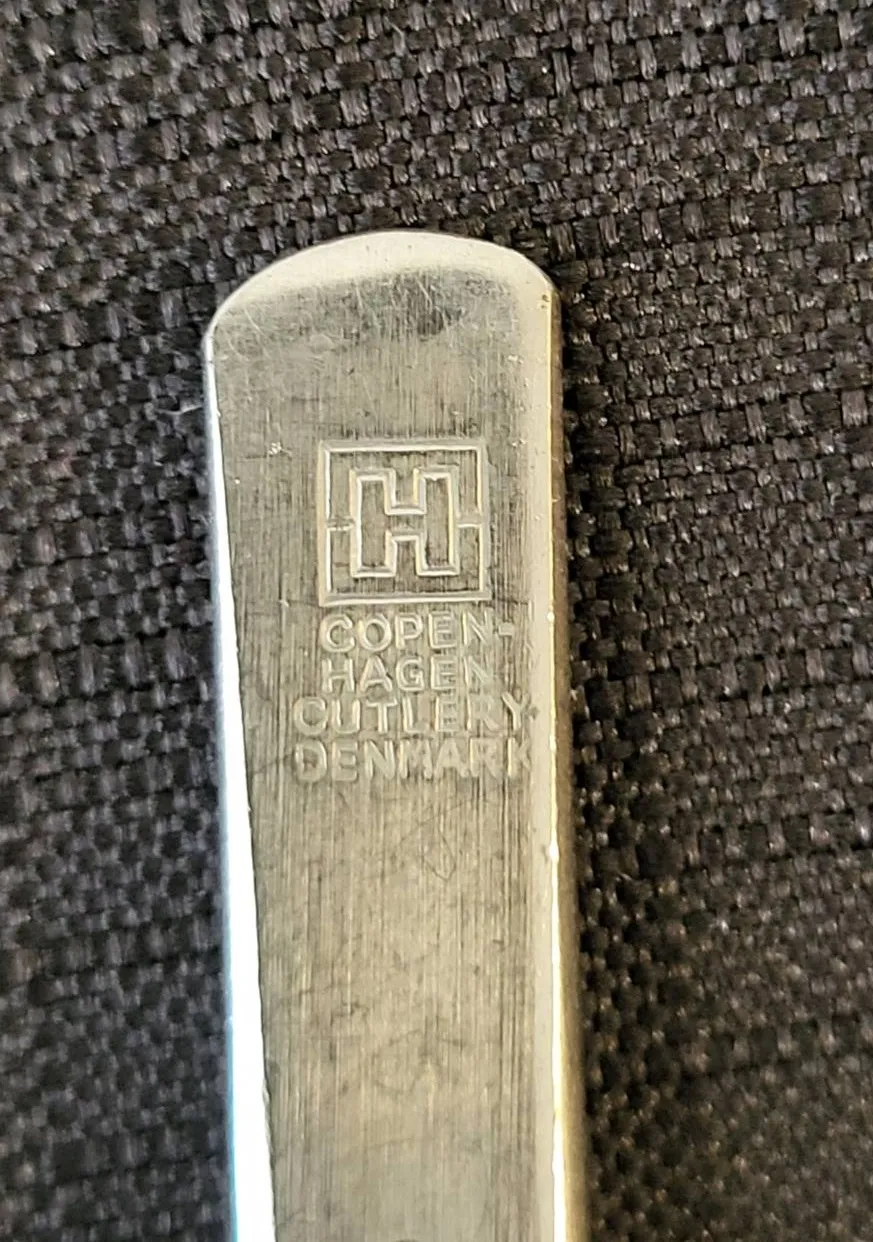 H
COPEN-
HAGEN
CUTLERY
DENMARK